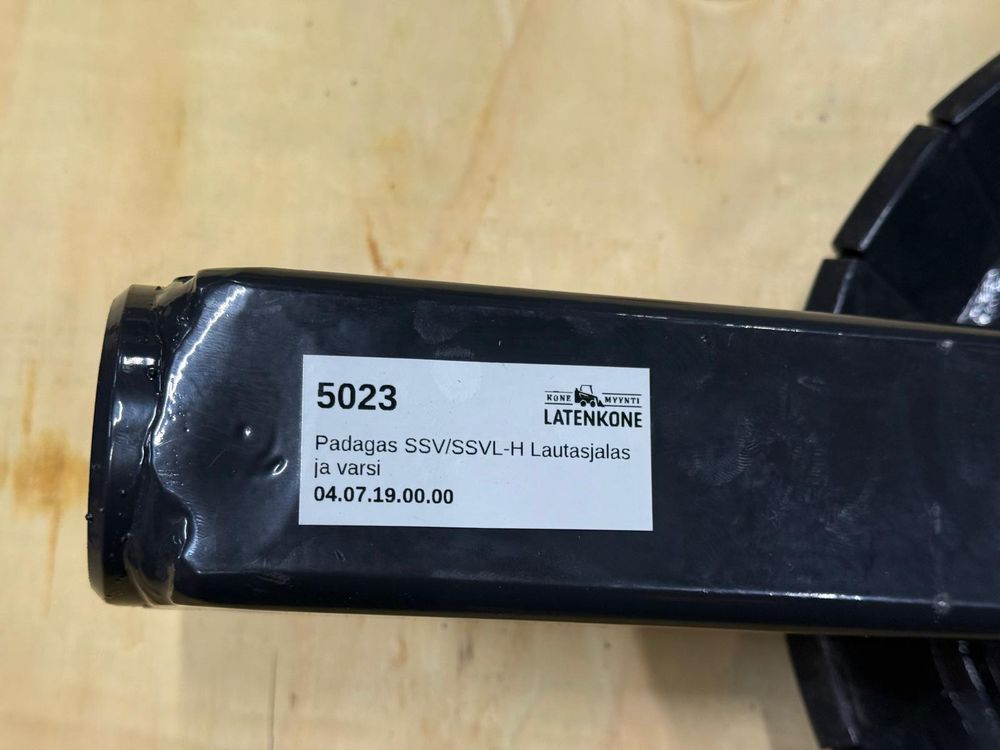 5023
KONE MYYNTI
LATENKONE
Padagas SSV/SSVL-H Lautasjalas
ja varsi
04.07.19.00.00